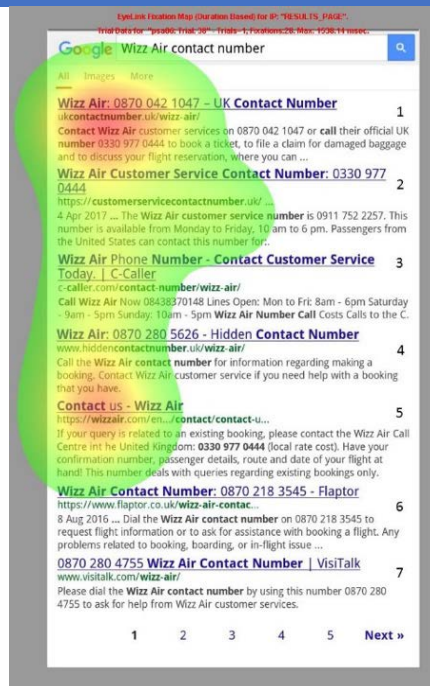 EyeLink Fixation Map (Duration Based) for IP: "RESULTS_PAGE".
Trial Data for "psa06: Trial: 30" - Trials=1, Fixations:28, Max: 1538.14 msec.
Google Wizz Air contact number
All Images More
Wizz Air: 0870 042 1047 – UK Contact Number 1
ukcontactnumber.uk/wizz-air/
Contact Wizz Air customer services on 0870 042 1047 or call their official UK
number 0330 977 0444 to book a ticket, to file a claim for damaged baggage
and to discuss your flight reservation, where you can ...
Wizz Air Customer Service Contact Number: 0330 977
0444 2
https://customerservicecontactnumber.uk/ ...
4 Apr 2017 ... The Wizz Air customer service number is 0911 752 2257. This
number is available from Monday to Friday, 10 am to 6 pm. Passengers from
the United States can contact this number for:.
Wizz Air Phone Number - Contact Customer Service
Today. | C-Caller 3
c-caller.com/contact-number/wizz-air/
Call Wizz Air Now 08438370148 Lines Open: Mon to Fri: 8am - 6pm Saturday
- 9am - 5pm Sunday: 10am - 5pm Wizz Air Number Call Costs Calls to the C.
Wizz Air: 0870 280 5626 - Hidden Contact Number
www.hiddencontactnumber.uk/wizz-air/ 4
Call the Wizz Air contact number for information regarding making a
booking. Contact Wizz Air customer service if you need help with a booking
that you have.
Contact us - Wizz Air 5
https://wizzair.com/en.../contact/contact-u...
If your query is related to an existing booking, please contact the Wizz Air Call
Centre int he United Kingdom: 0330 977 0444 (local rate cost). Have your
confirmation number, passenger details, route and date of your flight at
hand! This number deals with queries regarding existing bookings only.
Wizz Air Contact Number: 0870 218 3545 - Flaptor
https://www.flaptor.co.uk/wizz-air-contac... 6
8 Aug 2016 ... Dial the Wizz Air contact number on 0870 218 3545 to
request flight information or to ask for assistance with booking a flight. Any
problems related to booking, boarding, or in-flight issue ...
0870 280 4755 Wizz Air Contact Number | VisiTalk
www.visitalk.com/wizz-air/ 7
Please dial the Wizz Air contact number by using this number 0870 280
4755 to ask for help from Wizz Air customer services.
1 2 3 4 5 Next »